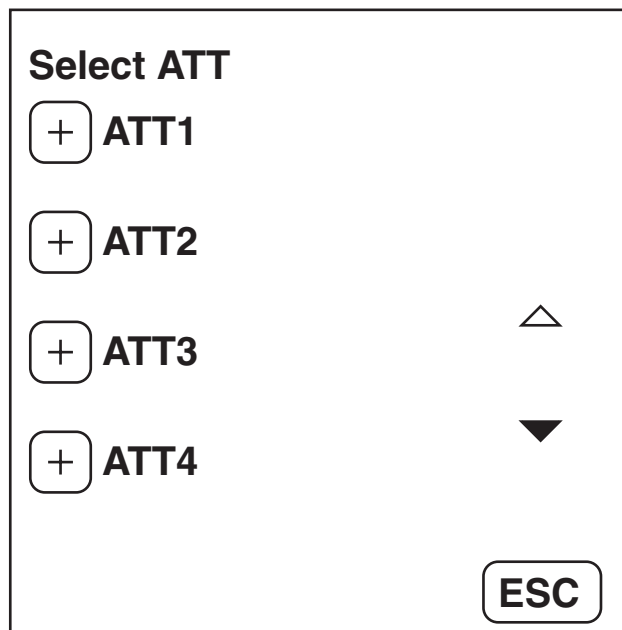 Select ATT
+ ATT1
+ ATT2
+ ATT3
+ ATT4
ESC